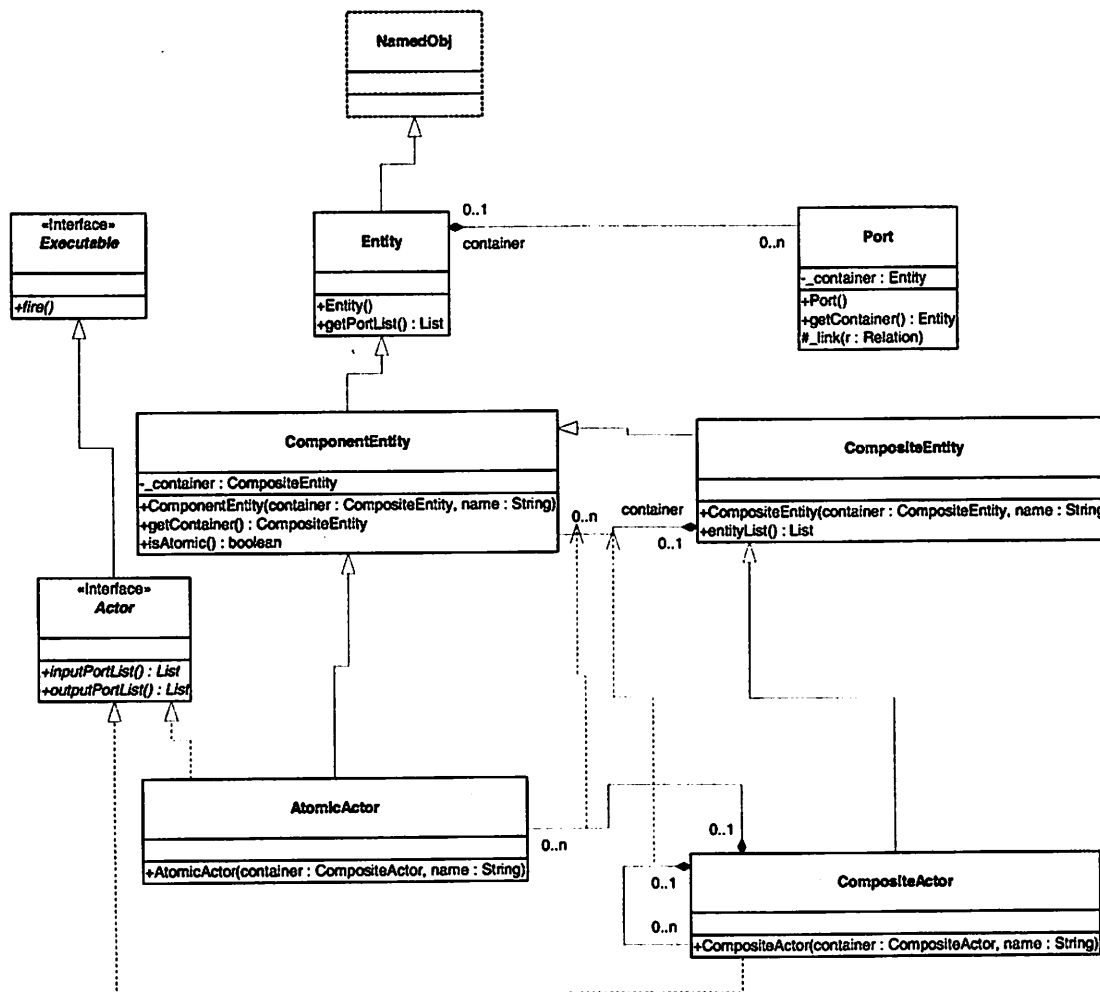 NamedObj
«Interface»
Executable
+fire()
Entity
+Entity()
+getPortList() : List
0..1
container
0..n
Port
-_container : Entity
+Port()
+getContainer() : Entity
#_link(r : Relation)
ComponentEntity
-_container : CompositeEntity
+ComponentEntity(container : CompositeEntity, name : String)
+getContainer() : CompositeEntity
+isAtomic() : boolean
container
0..n
0..1
CompositeEntity
+CompositeEntity(container : CompositeEntity, name : String
+entityList() : List
«Interface»
Actor
+inputPortList() : List
+outputPortList() : List
AtomicActor
+AtomicActor(container : CompositeActor, name : String)
0..n
0..1
0..1
0..n
CompositeActor
+CompositeActor(container : CompositeActor, name : String)